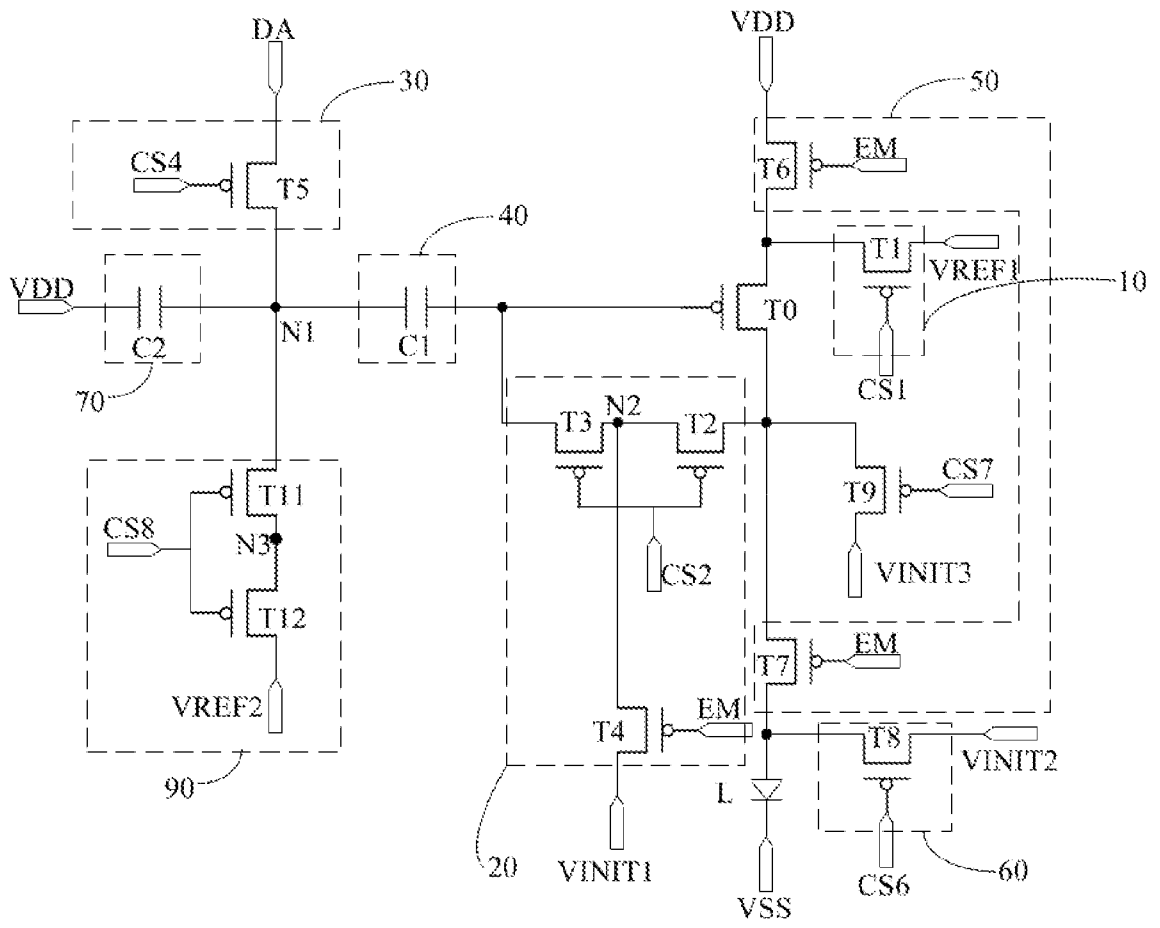 DA
VDD
30
50
CS4
T5
T6
EM
40
T1
VREF1
10
VDD
C2
N1
C1
T0
CS1
70
T3
N2
T2
CS7
T9
T11
CS8
N3
CS2
VINIT3
T12
T7
EM
VREF2
T4
EM
T8
VINIT2
90
L
20
VINIT1
CS6
60
VSS